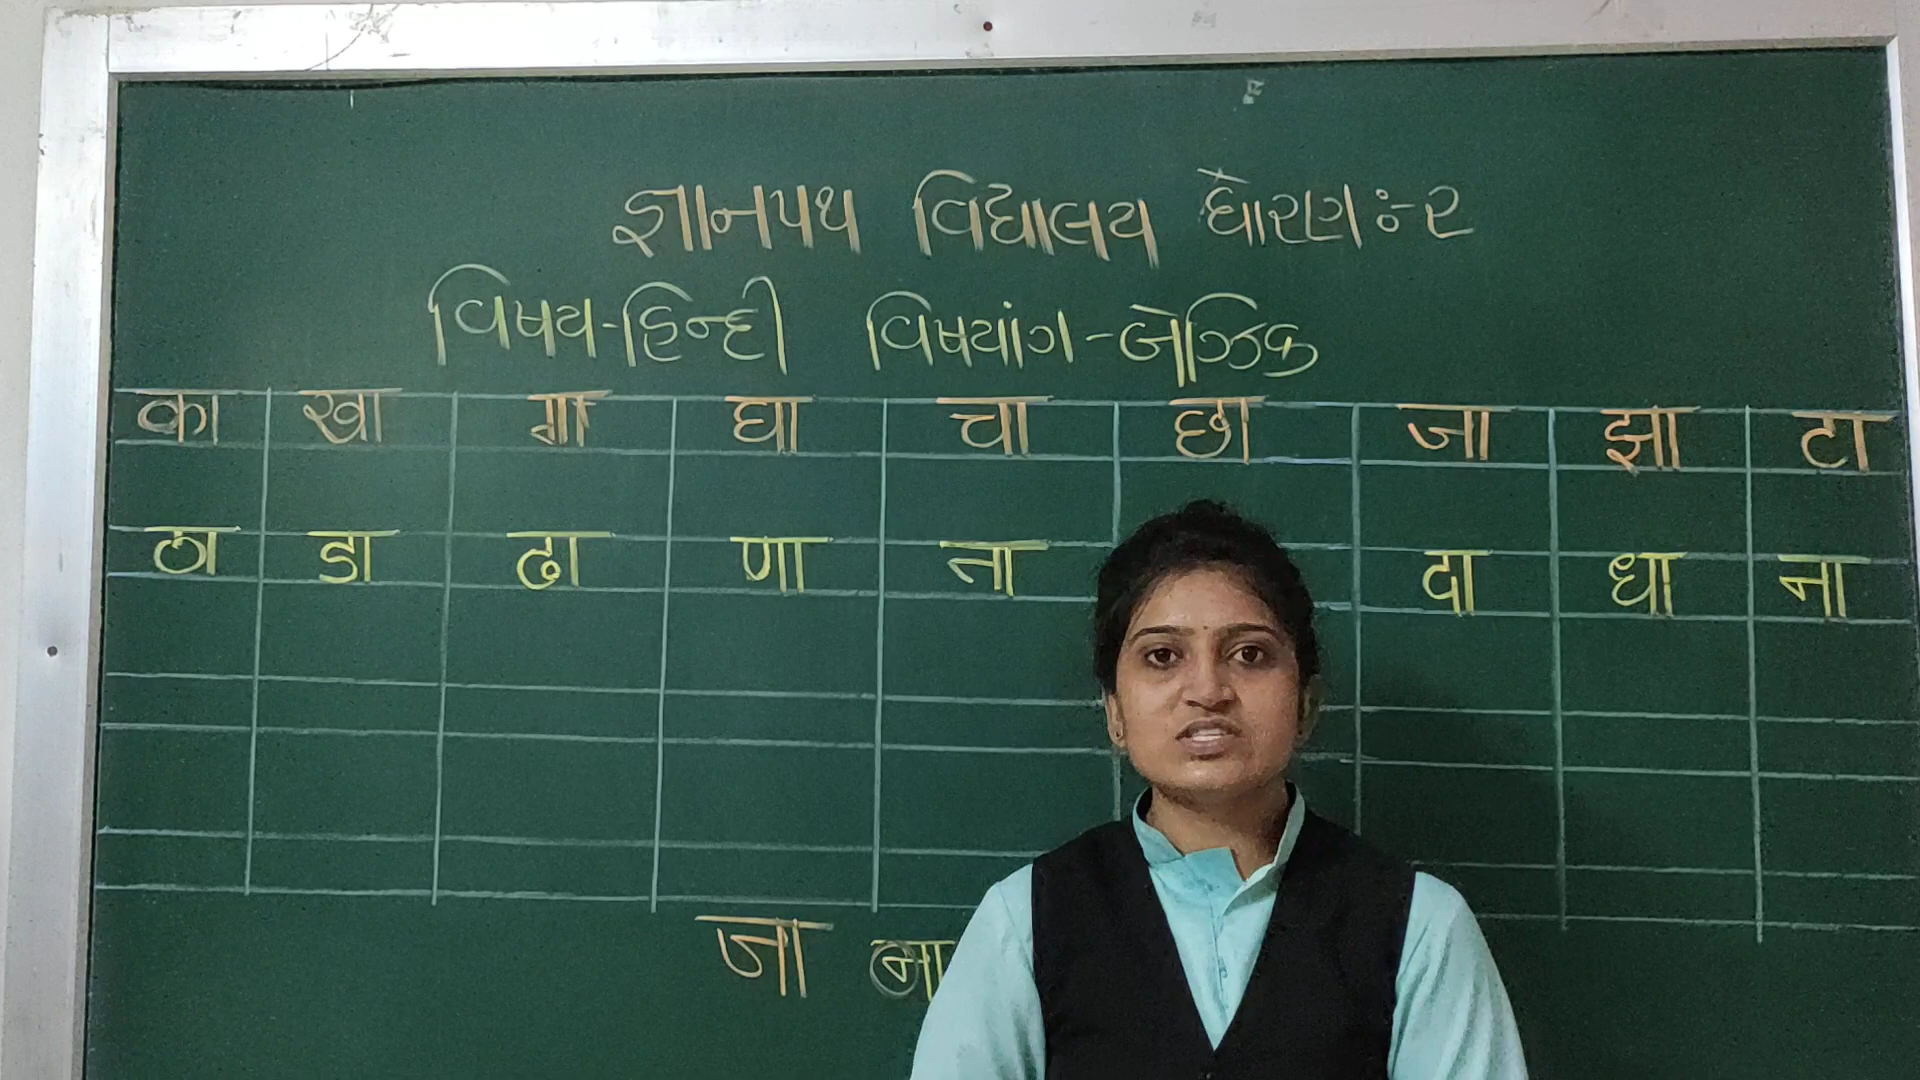 જ્ઞાનપથ વિદ્યાલય ધોરણ :- ૨
વિષય-હિન્દી વિષયાંગ-બેઝિક
का खा गा घा चा छा जा झा टा
ठा डा ढा णा ता दा धा ना
जा